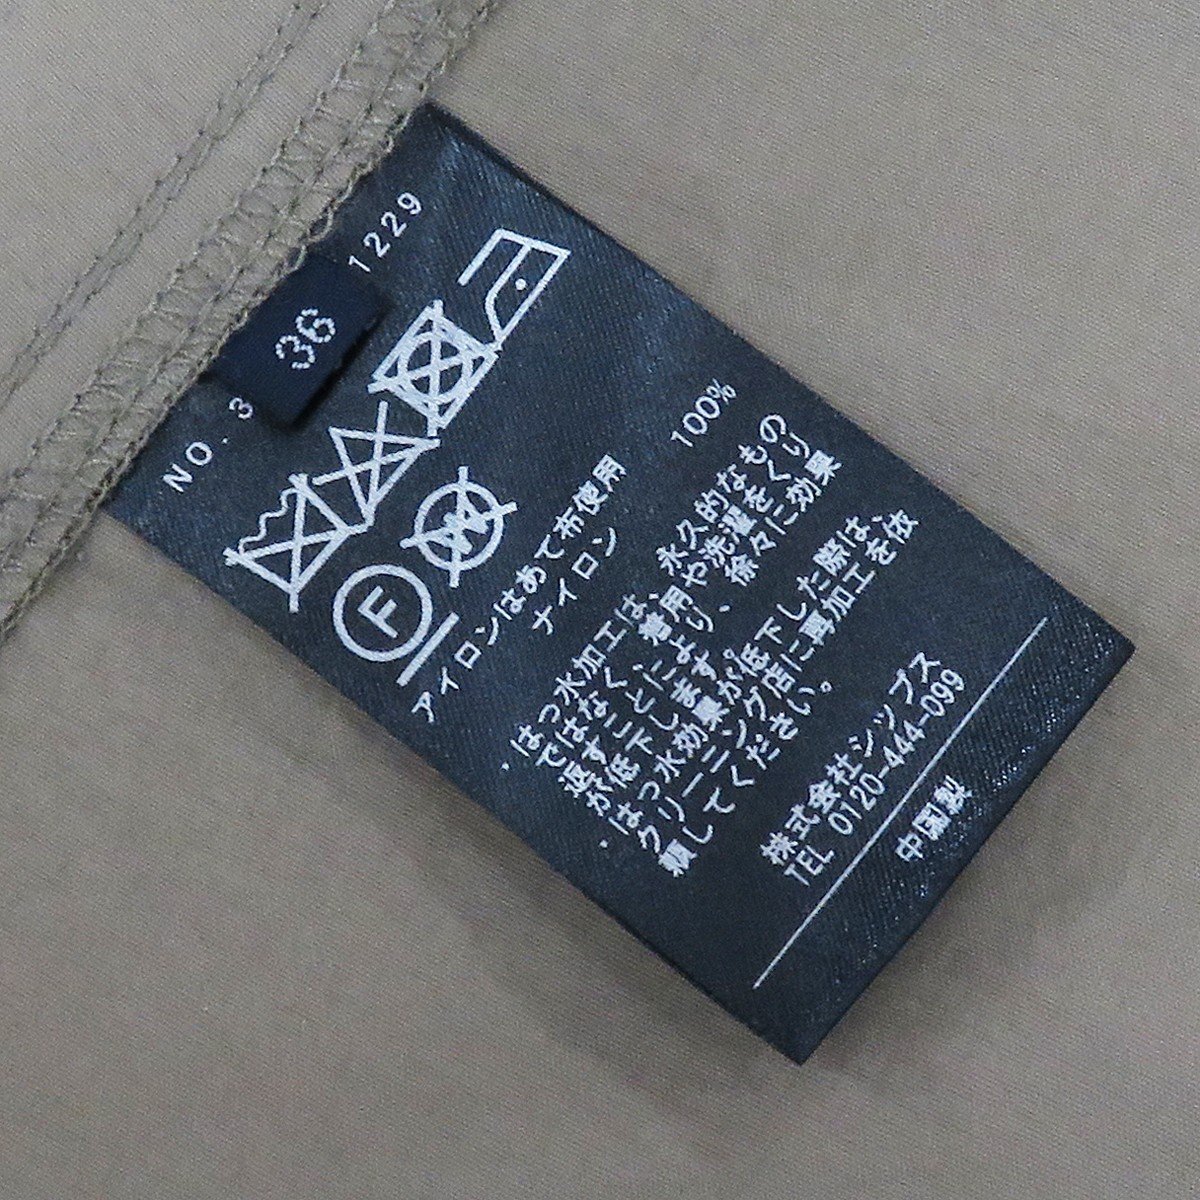 NO. 3
36
1229
F
W
アイロンはあて布使用
ナイロン 100%
・はっ水加工は、永久的なもの
ではなく、着用や洗濯をくり
返すことにより、徐々に効果
が低下します。
・はっ水効果が低下した際は、
クリーニング店に再加工を依
頼してください。
株式会社シップス
TEL 0120-444-099
中国製